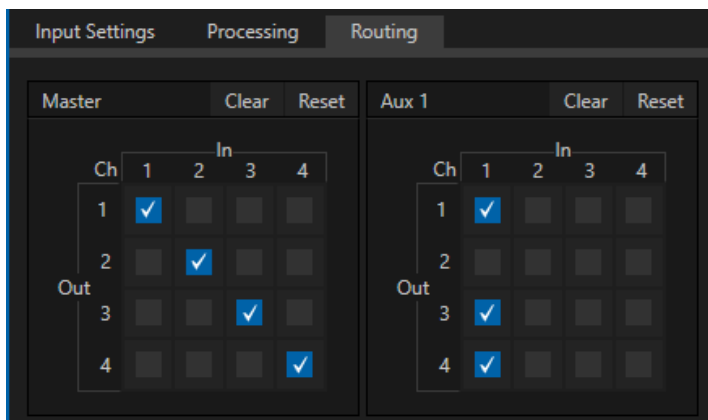 Input Settings Processing Routing
Master Clear Reset Aux 1 Clear Reset
In In
Ch 1 2 3 4 Ch 1 2 3 4
1 1
2 2
Out Out
3 3
4 4